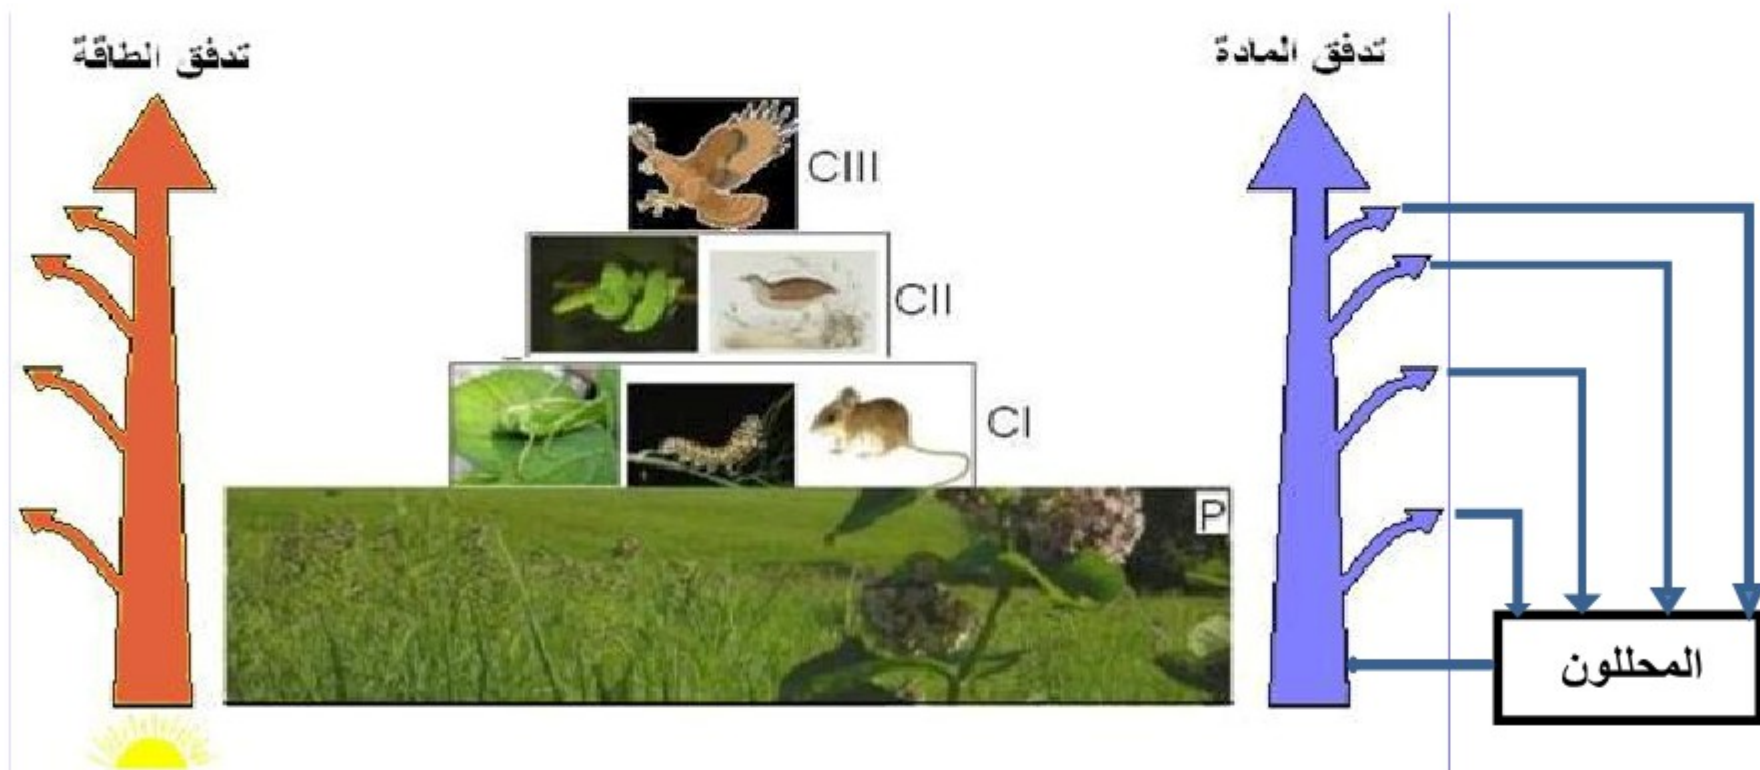 تدفق المادة
تدفق الطاقة
CIII
CII
CI
P
المحللون